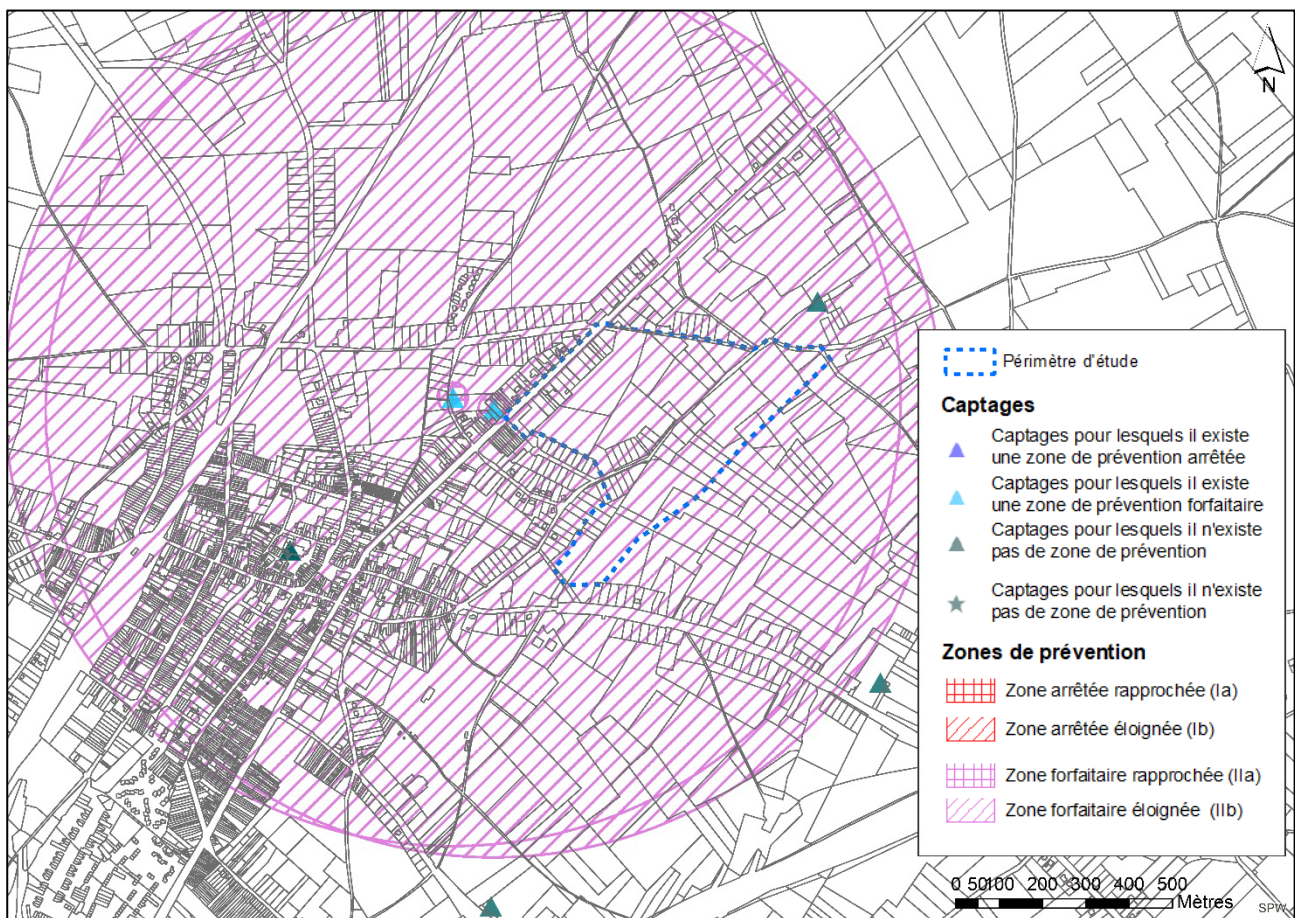 N
Périmètre d'étude
Captages
Captages pour lesquels il existe
une zone de prévention arrêtée
Captages pour lesquels il existe
une zone de prévention forfaitaire
Captages pour lesquels il n'existe
pas de zone de prévention
Captages pour lesquels il n'existe
pas de zone de prévention
Zones de prévention
Zone arrêtée rapprochée (Ia)
Zone arrêtée éloignée (Ib)
Zone forfaitaire rapprochée (IIa)
Zone forfaitaire éloignée (IIb)
0 50100 200 300 400 500
Mètres
SPW